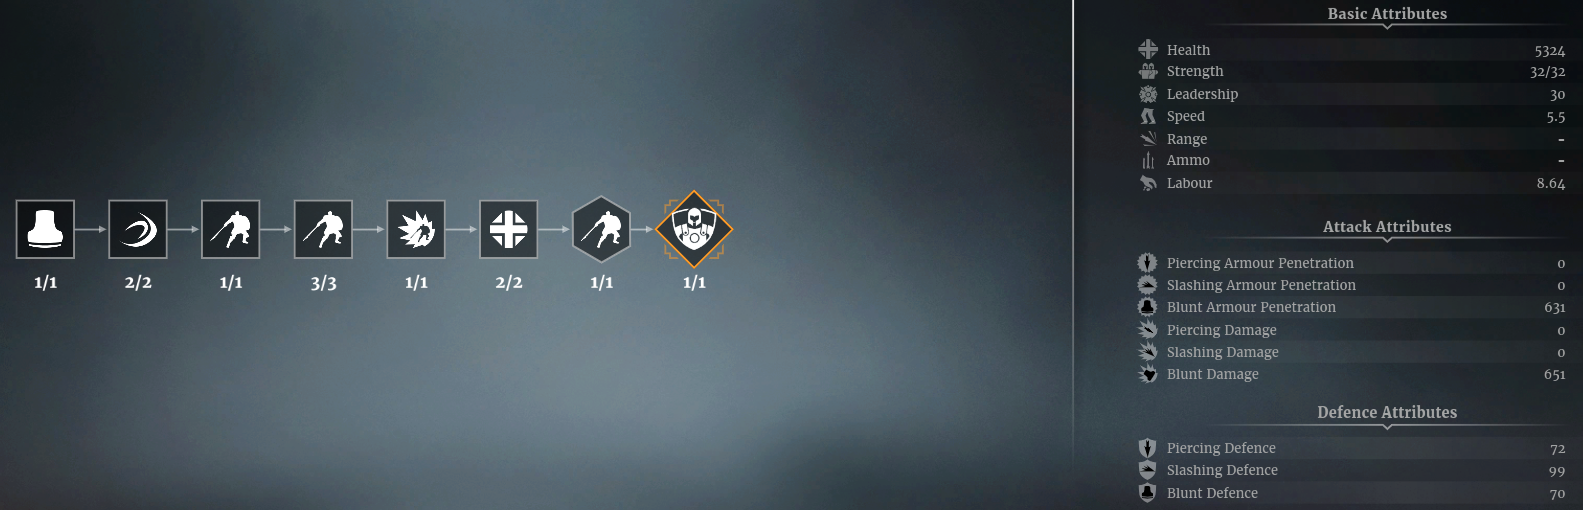 1/1 2/2 1/1 3/3 1/1 2/2 1/1 1/1
Basic Attributes
Health 5324
Strength 32/32
Leadership 30
Speed 5.5
Range -
Ammo -
Labour 8.64
Attack Attributes
Piercing Armour Penetration 0
Slashing Armour Penetration 0
Blunt Armour Penetration 631
Piercing Damage 0
Slashing Damage 0
Blunt Damage 651
Defence Attributes
Piercing Defence 72
Slashing Defence 99
Blunt Defence 70